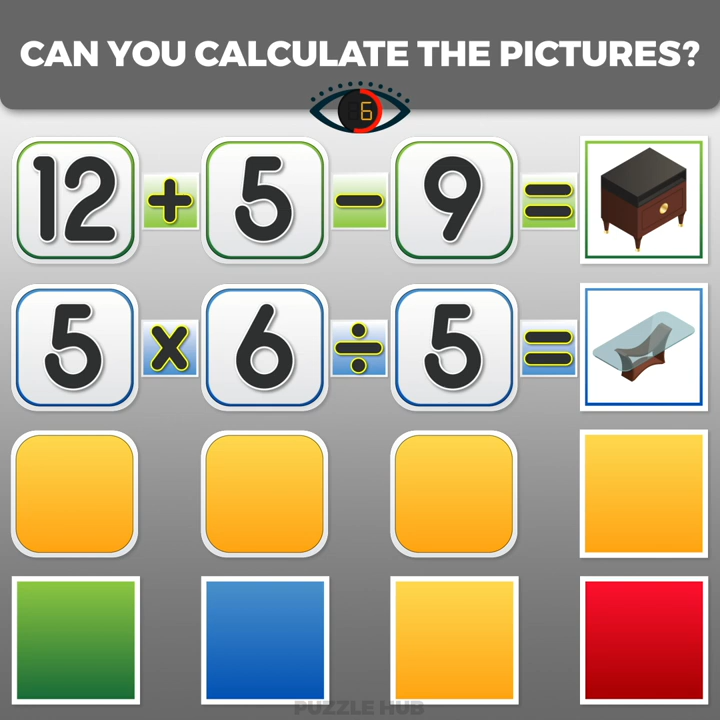 CAN YOU CALCULATE THE PICTURES?
6
12 + 5 - 9 =
5 x 6 ÷ 5 =
PUZZLE HUB